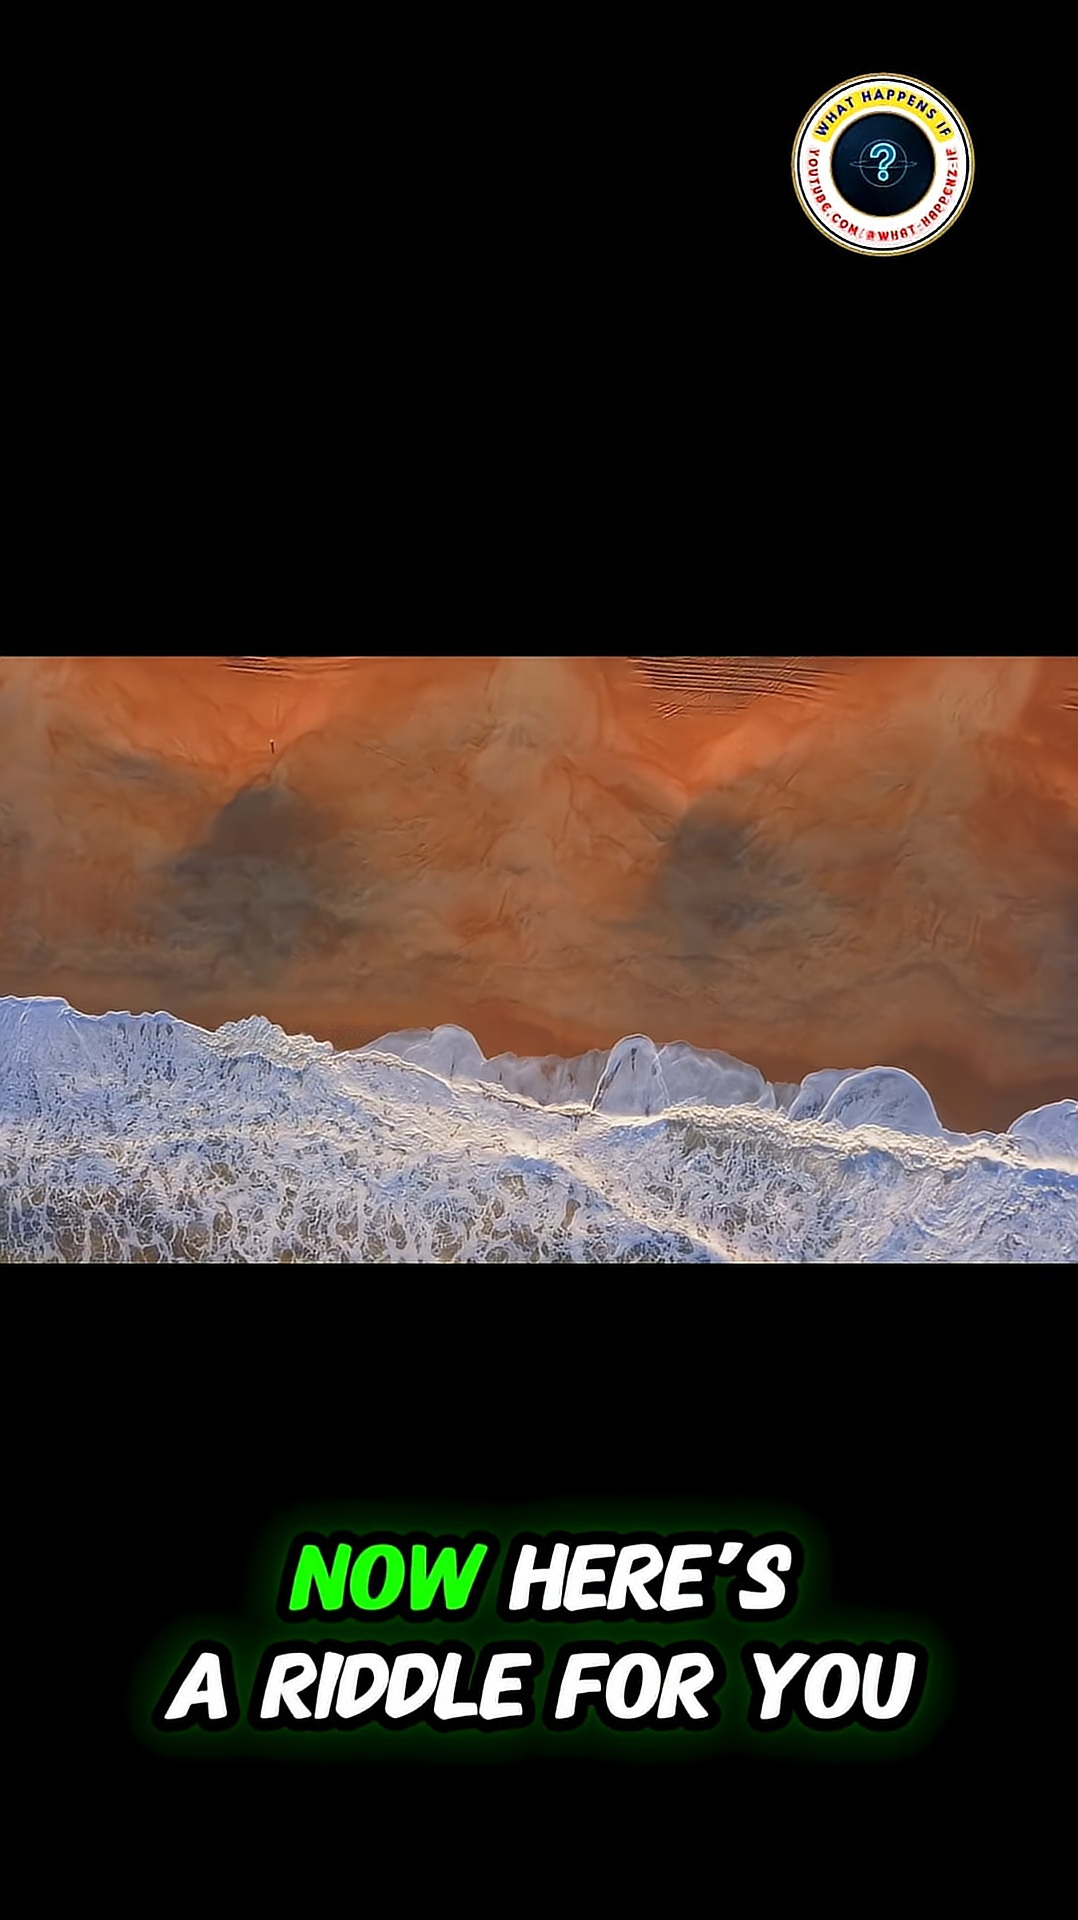 WHAT HAPPENS IF
YOUTUBE.COM/@WHAT-HAPPENZ-IF
?
NOW HERE'S
A RIDDLE FOR YOU